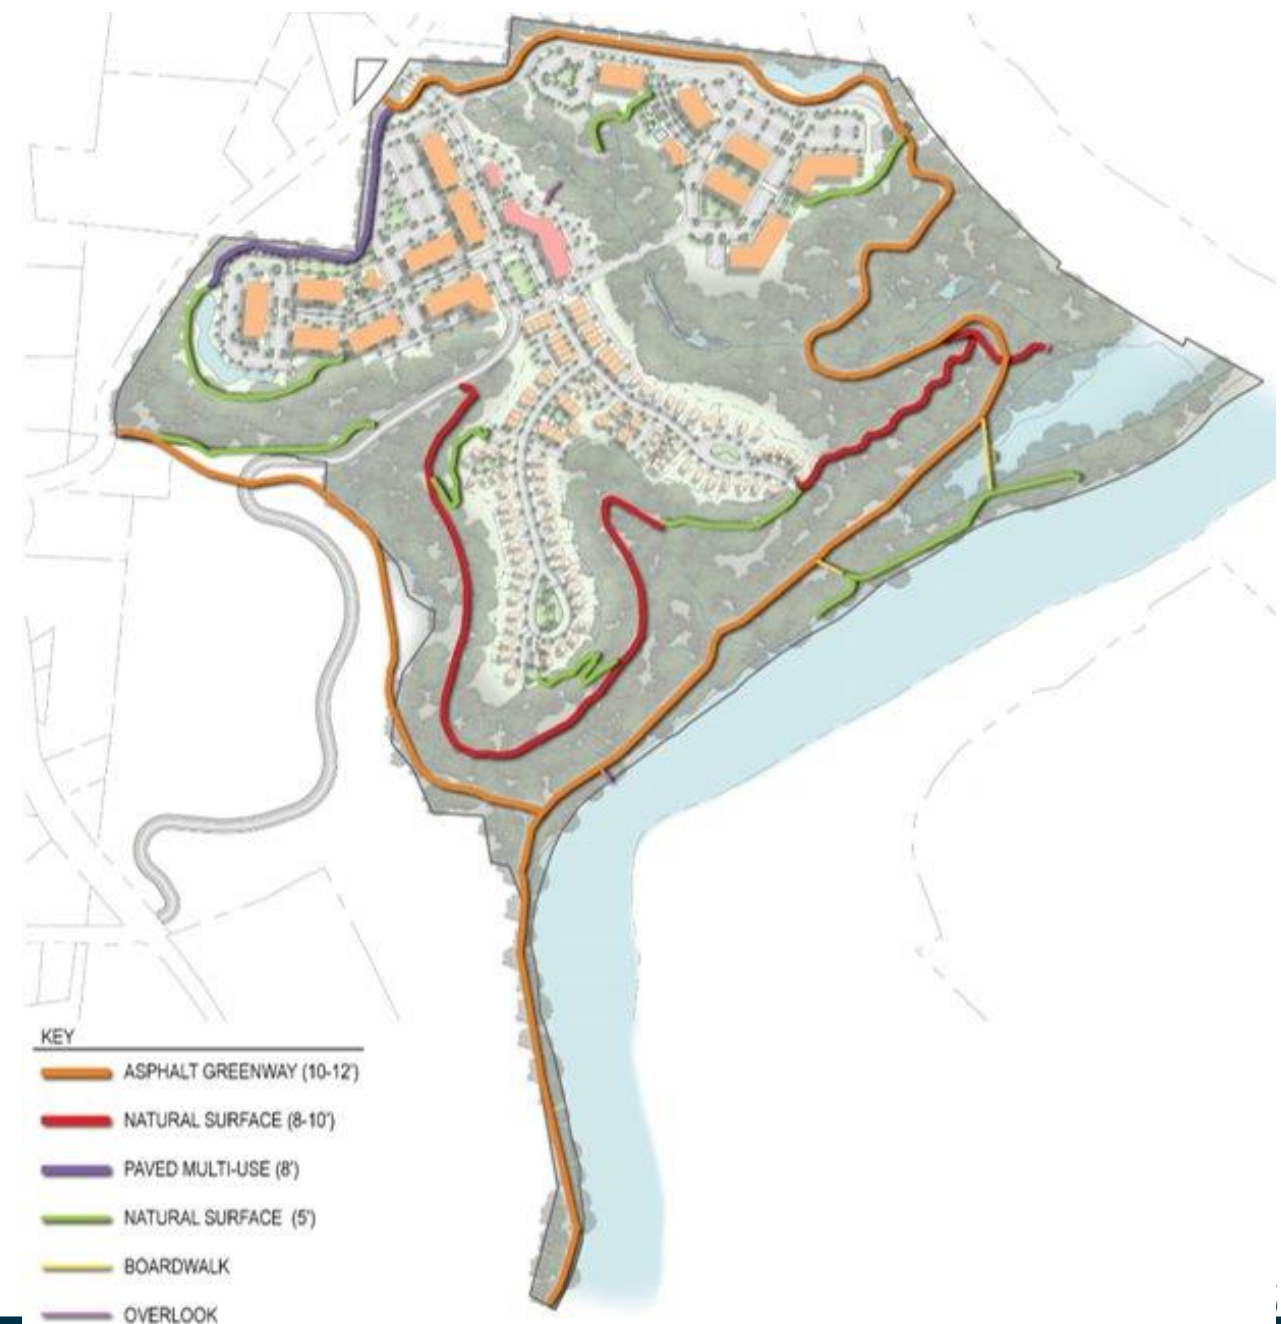 KEY
ASPHALT GREENWAY (10-12')
NATURAL SURFACE (8-10')
PAVED MULTI-USE (8')
NATURAL SURFACE (5')
BOARDWALK
OVERLOOK